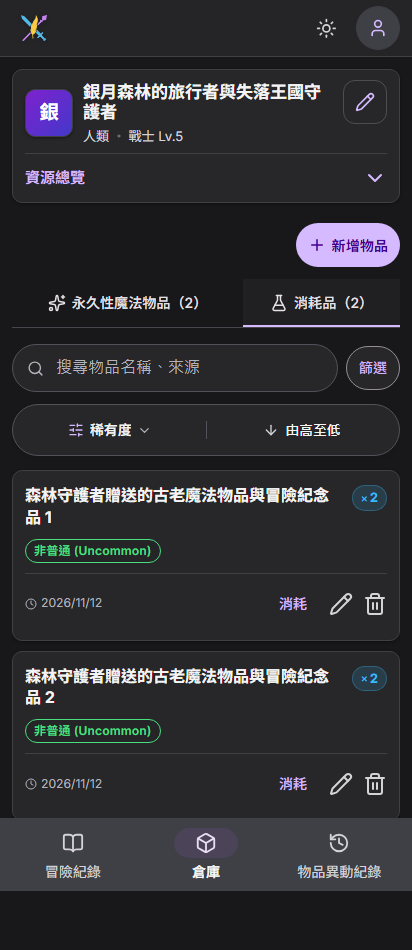 銀
銀月森林的旅行者與失落王國守
護者
人類 • 戰士 Lv.5
資源總覽
+ 新增物品
永久性魔法物品（2）
消耗品（2）
搜尋物品名稱、來源
篩選
稀有度
由高至低
森林守護者贈送的古老魔法物品與冒險紀念
品 1
×2
非普通 (Uncommon)
2026/11/12
消耗
森林守護者贈送的古老魔法物品與冒險紀念
品 2
×2
非普通 (Uncommon)
2026/11/12
消耗
冒險紀錄
倉庫
物品異動紀錄